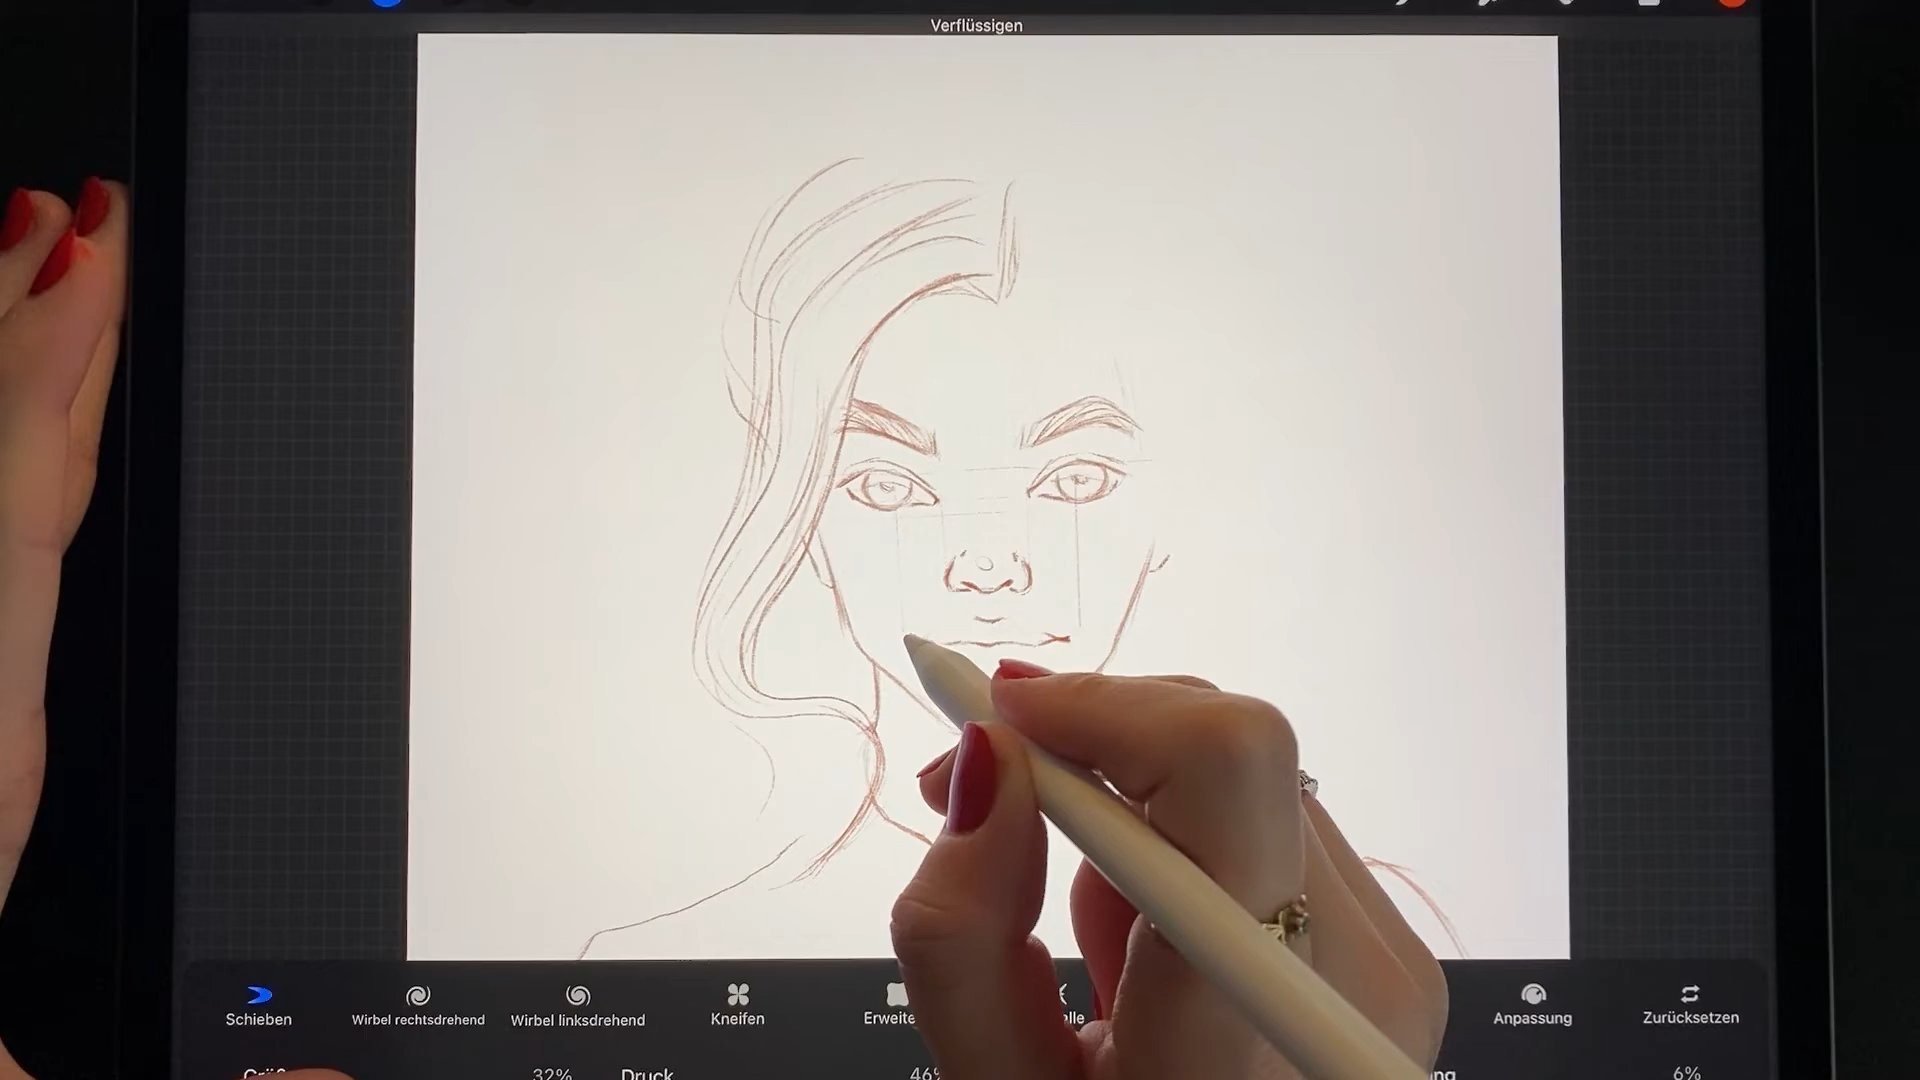 Verflüssigen
Schieben
Wirbel rechtsdrehend
Wirbel linksdrehend
Kneifen
Anpassung
Zurücksetzen
32%
Druck
6%